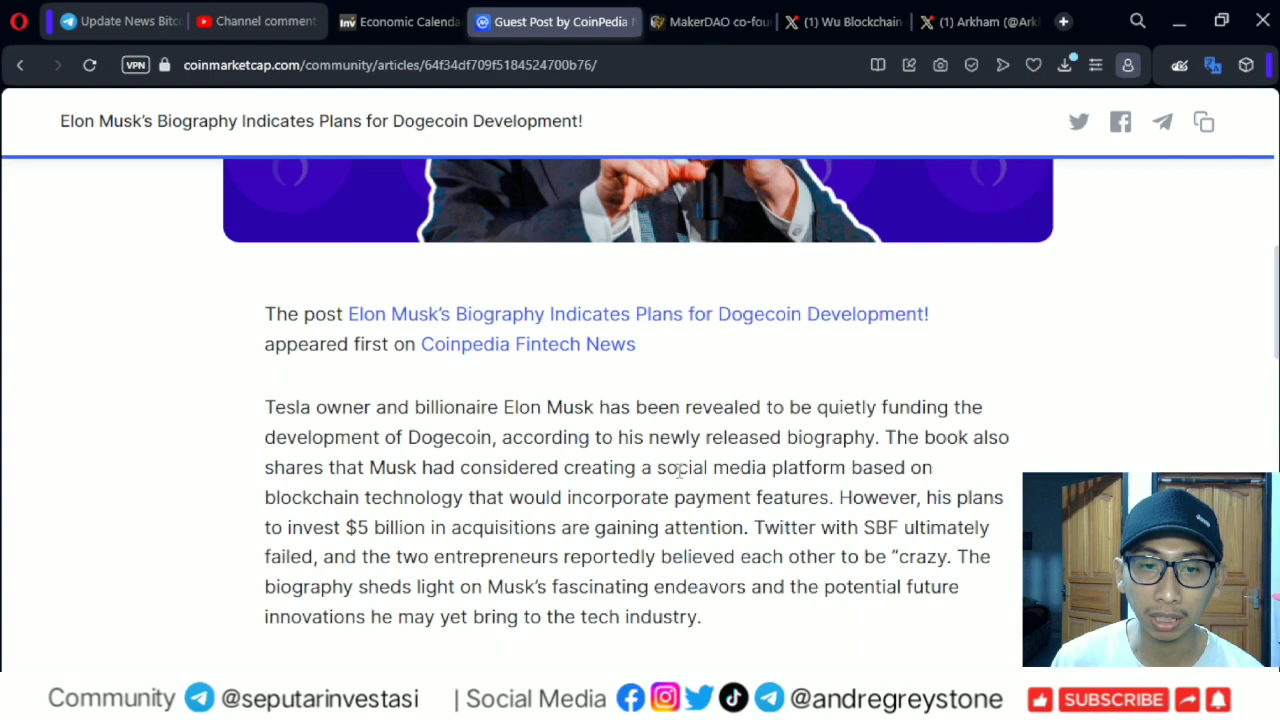 Update News Bitc
Channel comment
Inv Economic Calenda
Guest Post by CoinPedia N
MakerDAO co-fou
(1) Wu Blockchain
(1) Arkham (@Ark
VPN
coinmarketcap.com/community/articles/64f34df709f5184524700b76/
Elon Musk's Biography Indicates Plans for Dogecoin Development!
The post Elon Musk's Biography Indicates Plans for Dogecoin Development!
appeared first on Coinpedia Fintech News
Tesla owner and billionaire Elon Musk has been revealed to be quietly funding the
development of Dogecoin, according to his newly released biography. The book also
shares that Musk had considered creating a social media platform based on
blockchain technology that would incorporate payment features. However, his plans
to invest $5 billion in acquisitions are gaining attention. Twitter with SBF ultimately
failed, and the two entrepreneurs reportedly believed each other to be “crazy. The
biography sheds light on Musk's fascinating endeavors and the potential future
innovations he may yet bring to the tech industry.
Community @seputarinvestasi | Social Media @andregreystone SUBSCRIBE